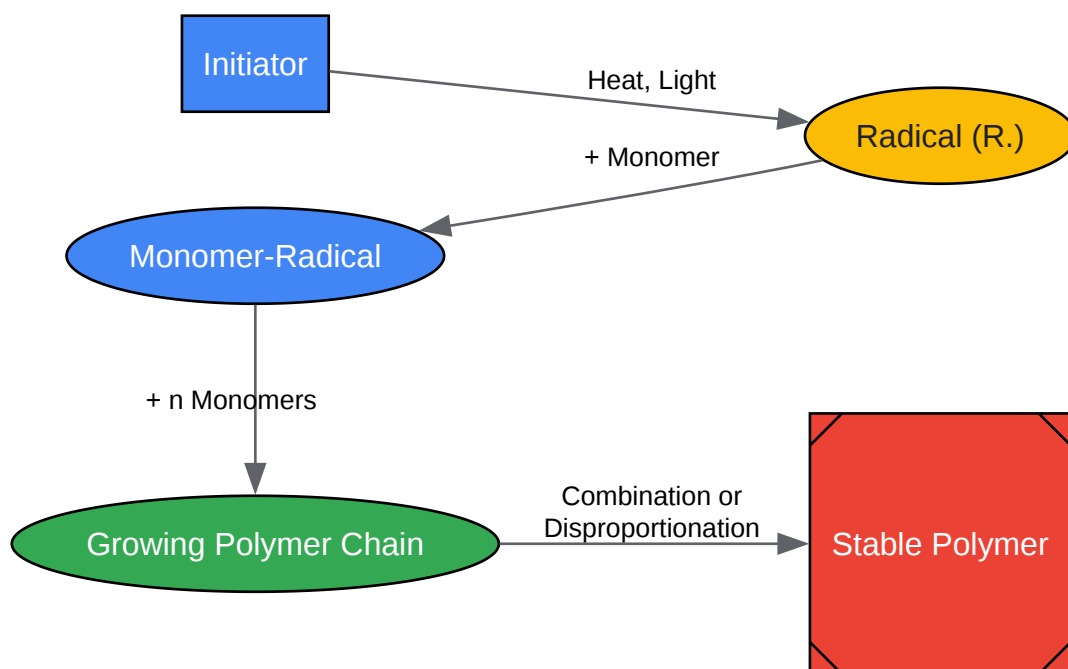 Initiator
Heat, Light
Radical (R.)
+ Monomer
Monomer-Radical
+ n Monomers
Growing Polymer Chain
Combination or
Disproportionation
Stable Polymer